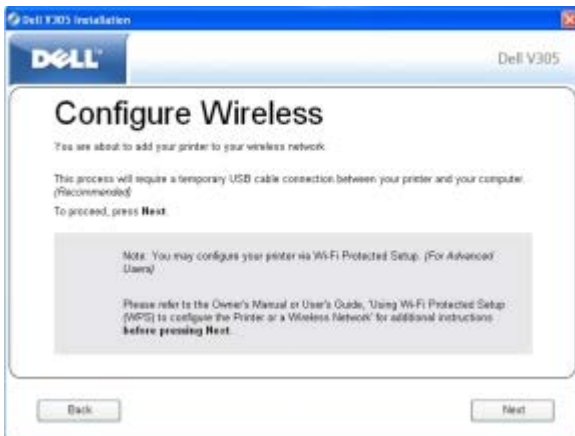 Dell V305 Installation
DELL
Dell V305
Configure Wireless
You are about to add your printer to your wireless network.
This process will require a temporary USB cable connection between your printer and your computer.
(Recommended)
To proceed, press Next.
Note: You may configure your printer via Wi-Fi Protected Setup. (For Advanced
Users)
Please refer to the Owner's Manual or User's Guide, 'Using Wi-Fi Protected Setup
(WPS) to configure the Printer or a Wireless Network' for additional instructions
before pressing Next.
Back
Next